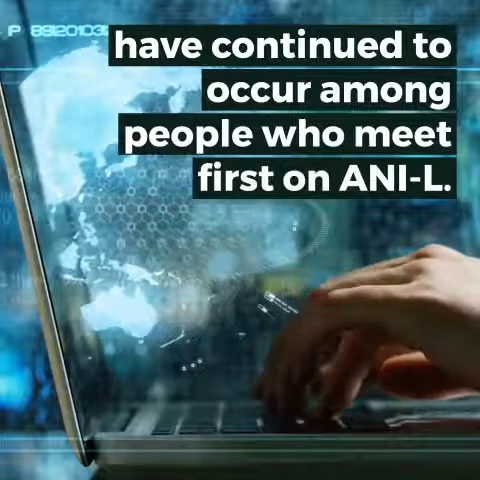 have continued to
occur among
people who meet
first on ANI-L.